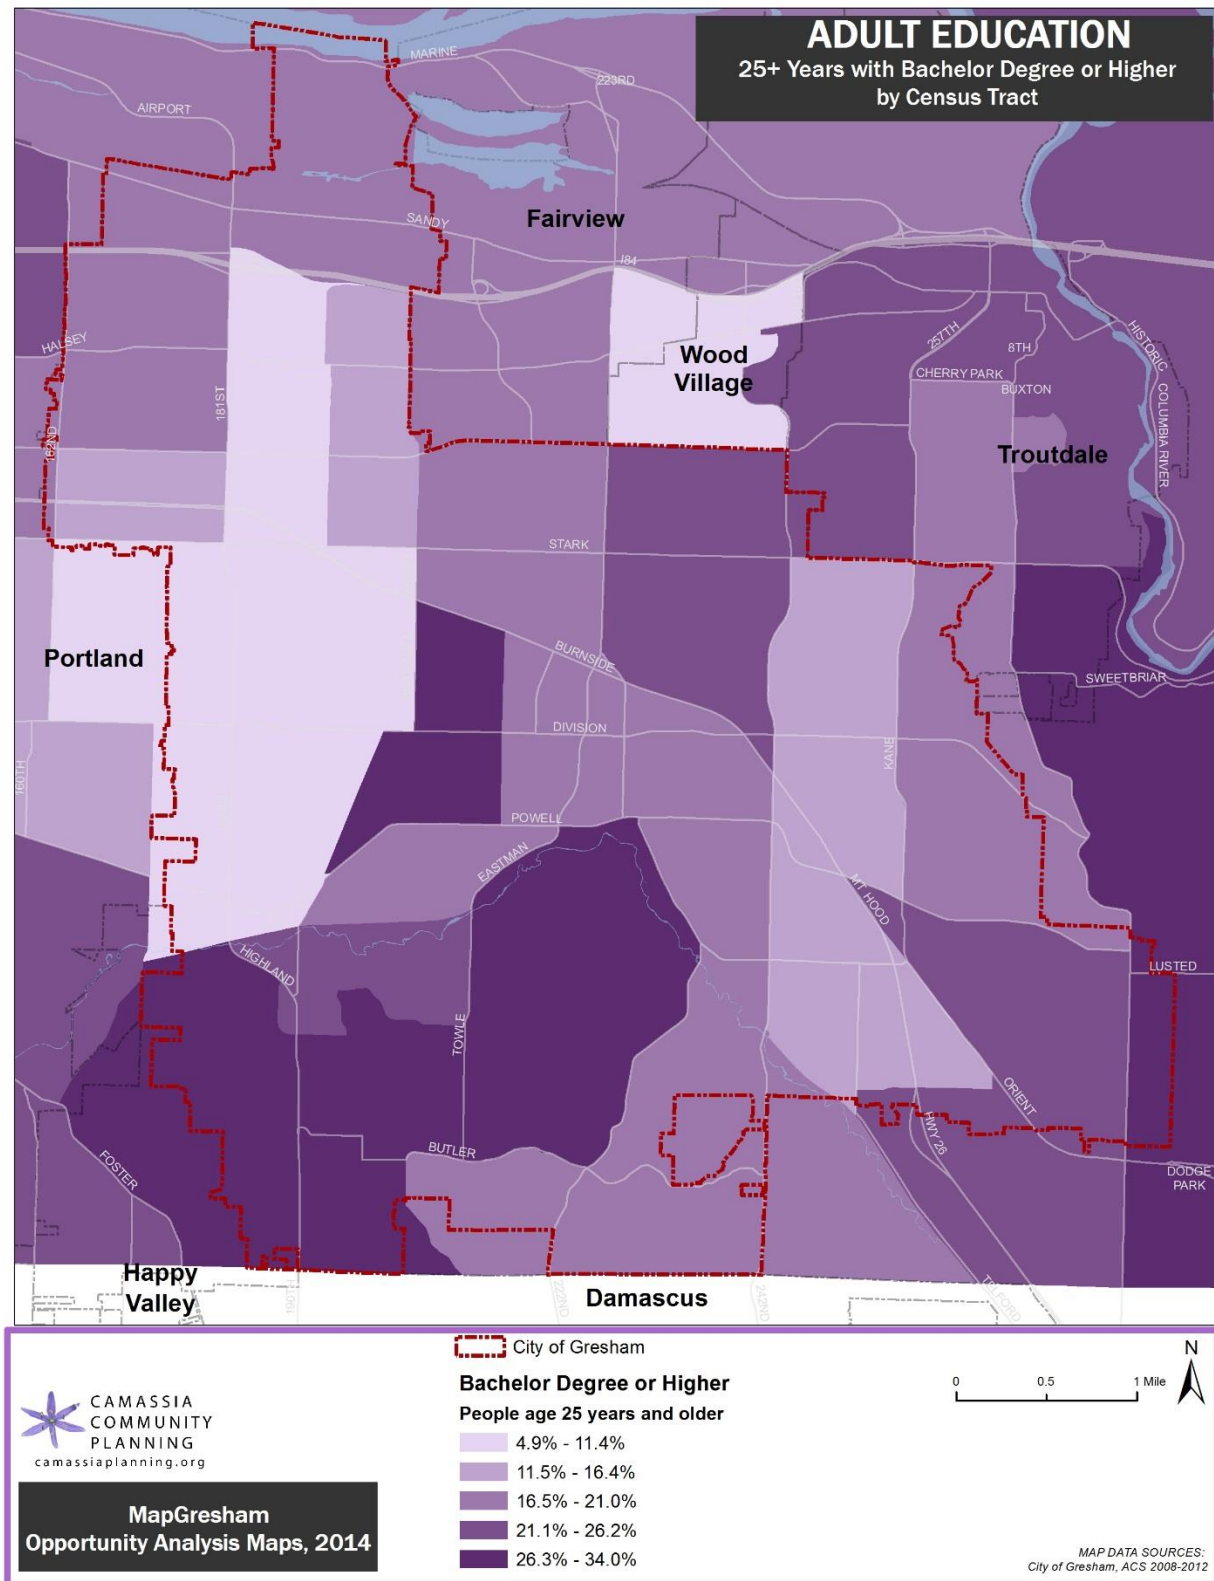 ADULT EDUCATION
25+ Years with Bachelor Degree or Higher
by Census Tract
MARINE
223RD
AIRPORT
SANDY
Fairview
I84
HALSEY
181ST
162ND
Wood
Village
257TH
8TH
CHERRY PARK
BUXTON
HISTORIC
COLUMBIA RIVER
Troutdale
STARK
Portland
BURNSIDE
SWEETBRIAR
DIVISION
KANE
160TH
POWELL
EASTMAN
MT HOOD
HIGHLAND
LUSTED
TOWLE
ORIENT
HWY 26
BUTLER
FOSTER
DODGE
PARK
Happy
Valley
190TH
222ND
Damascus
242ND
TELFORD
City of Gresham
Bachelor Degree or Higher
People age 25 years and older
4.9% - 11.4%
11.5% - 16.4%
16.5% - 21.0%
21.1% - 26.2%
26.3% - 34.0%
0 0.5 1 Mile
N
CAMASSIA
COMMUNITY
PLANNING
camassiaplanning.org
MapGresham
Opportunity Analysis Maps, 2014
MAP DATA SOURCES:
City of Gresham, ACS 2008-2012